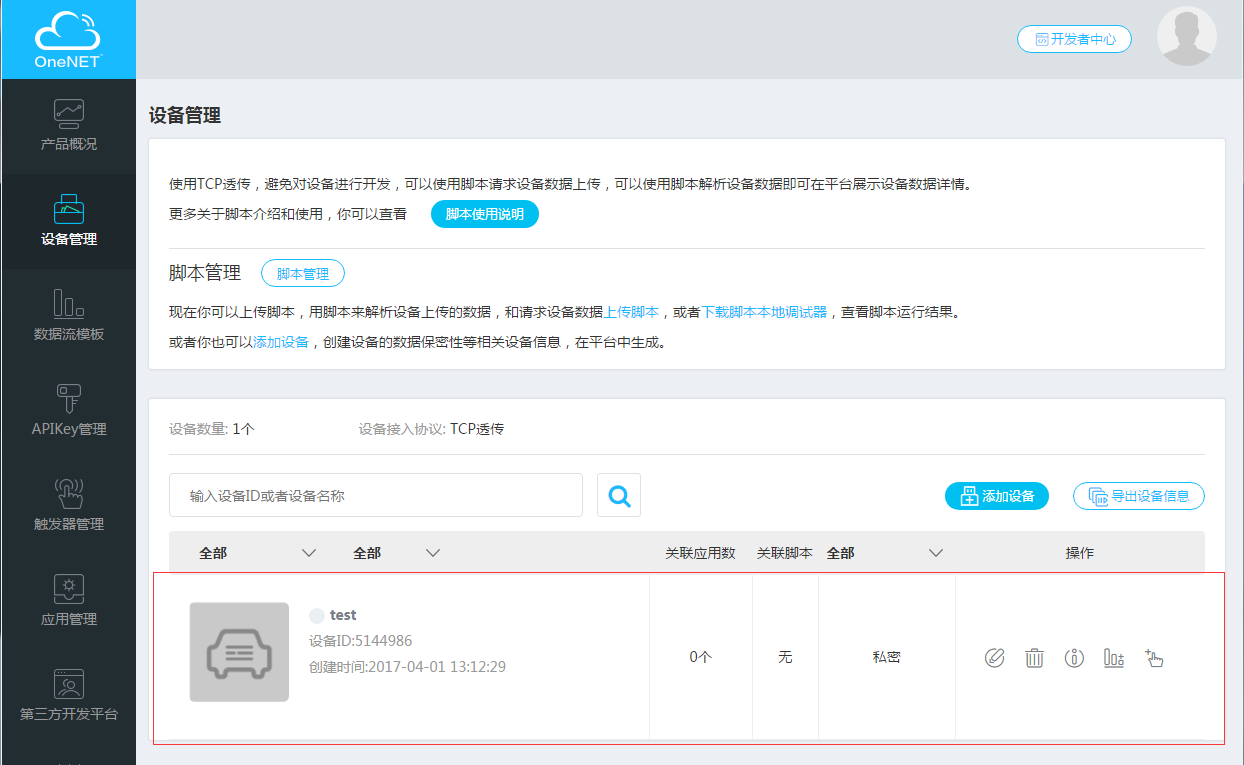 OneNET
开发者中心
产品概况
设备管理
数据流模板
APIKey管理
触发器管理
应用管理
第三方开发平台
设备管理
使用TCP透传，避免对设备进行开发，可以使用脚本请求设备数据上传，可以使用脚本解析设备数据即可在平台展示设备数据详情。
更多关于脚本介绍和使用，你可以查看 脚本使用说明
脚本管理 脚本管理
现在你可以上传脚本，用脚本来解析设备上传的数据，和请求设备数据上传脚本，或者下载脚本本地调试器，查看脚本运行结果。
或者你也可以添加设备，创建设备的数据保密性等相关设备信息，在平台中生成。
设备数量: 1个 设备接入协议: TCP透传
输入设备ID或者设备名称 添加设备 导出设备信息
全部 全部 关联应用数 关联脚本 全部 操作
test
设备ID:5144986
创建时间:2017-04-01 13:12:29
0个 无 私密